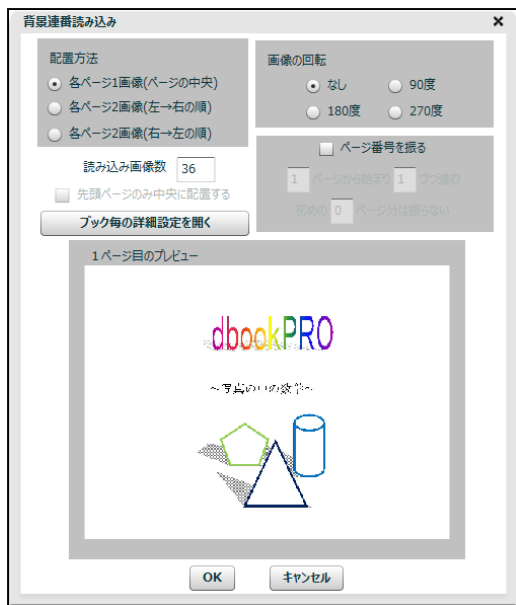 背景連番読み込み
配置方法
各ページ1画像(ページの中央)
各ページ2画像(左→右の順)
各ページ2画像(右→左の順)
画像の回転
なし
90度
180度
270度
読み込み画像数 36
先頭ページのみ中央に配置する
ブック毎の詳細設定を開く
ページ番号を振る
1 ページから始まり 1 づつ進む
初めの 0 ページ分は振らない
1ページ目のプレビュー
dbookPRO
OK
キャンセル